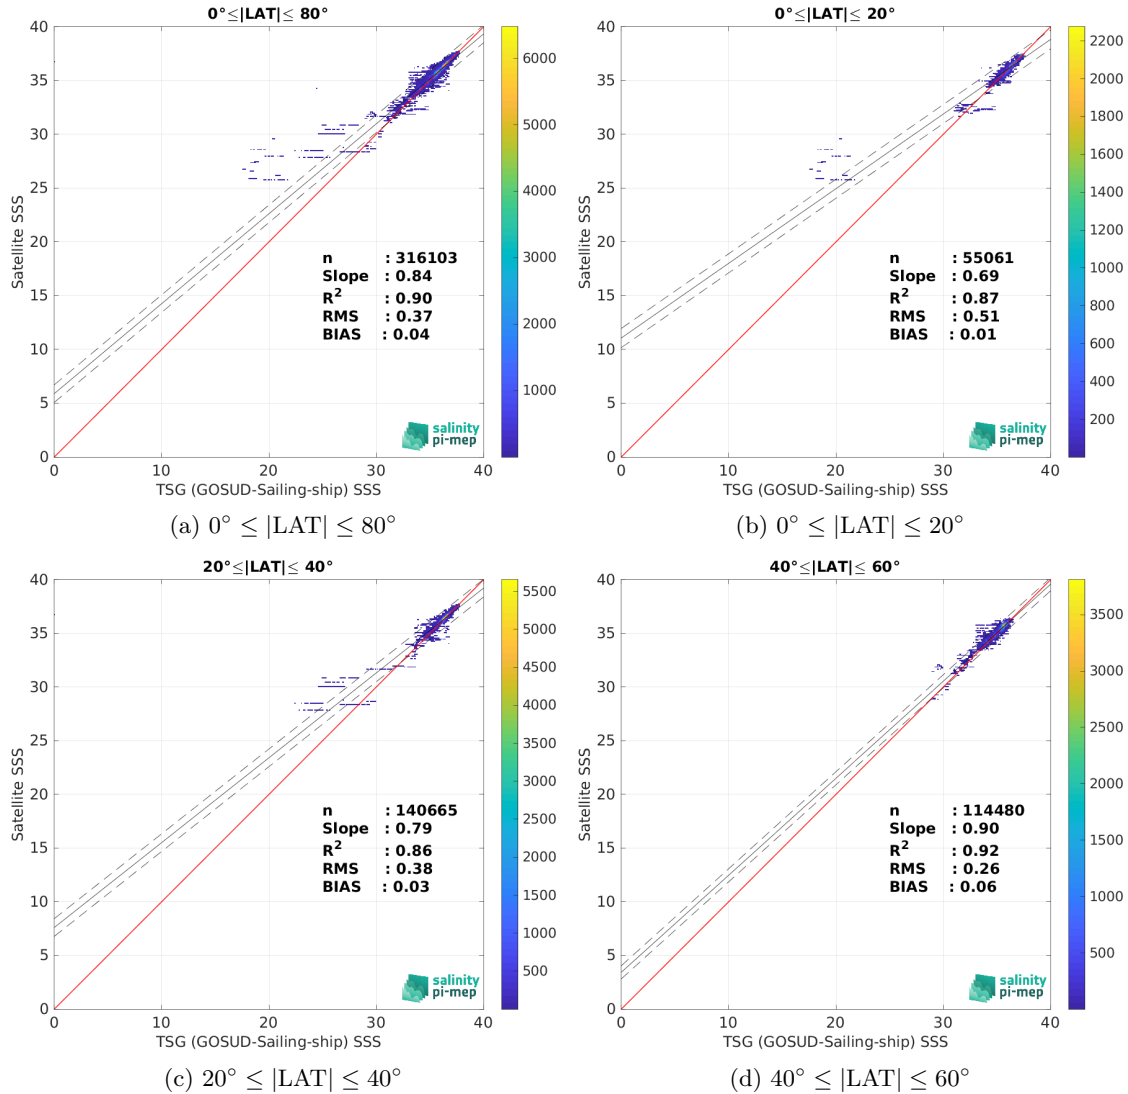 0°≤|LAT|≤ 80°
40
35
30
25
20
15
10
5
0
Satellite SSS
0
10
20
30
40
TSG (GOSUD-Sailing-ship) SSS
n : 316103
Slope : 0.84
R2 : 0.90
RMS : 0.37
BIAS : 0.04
salinity
pi-mep
6000
5000
4000
3000
2000
1000
(a) 0° ≤ |LAT| ≤ 80°
0°≤|LAT|≤ 20°
40
35
30
25
20
15
10
5
0
Satellite SSS
0
10
20
30
40
TSG (GOSUD-Sailing-ship) SSS
n : 55061
Slope : 0.69
R2 : 0.87
RMS : 0.51
BIAS : 0.01
salinity
pi-mep
2200
2000
1800
1600
1400
1200
1000
800
600
400
200
(b) 0° ≤ |LAT| ≤ 20°
20°≤|LAT|≤ 40°
40
35
30
25
20
15
10
5
0
Satellite SSS
0
10
20
30
40
TSG (GOSUD-Sailing-ship) SSS
n : 140665
Slope : 0.79
R2 : 0.86
RMS : 0.38
BIAS : 0.03
salinity
pi-mep
5500
5000
4500
4000
3500
3000
2500
2000
1500
1000
500
(c) 20° ≤ |LAT| ≤ 40°
40°≤|LAT|≤ 60°
40
35
30
25
20
15
10
5
0
Satellite SSS
0
10
20
30
40
TSG (GOSUD-Sailing-ship) SSS
n : 114480
Slope : 0.90
R2 : 0.92
RMS : 0.26
BIAS : 0.06
salinity
pi-mep
3500
3000
2500
2000
1500
1000
500
(d) 40° ≤ |LAT| ≤ 60°